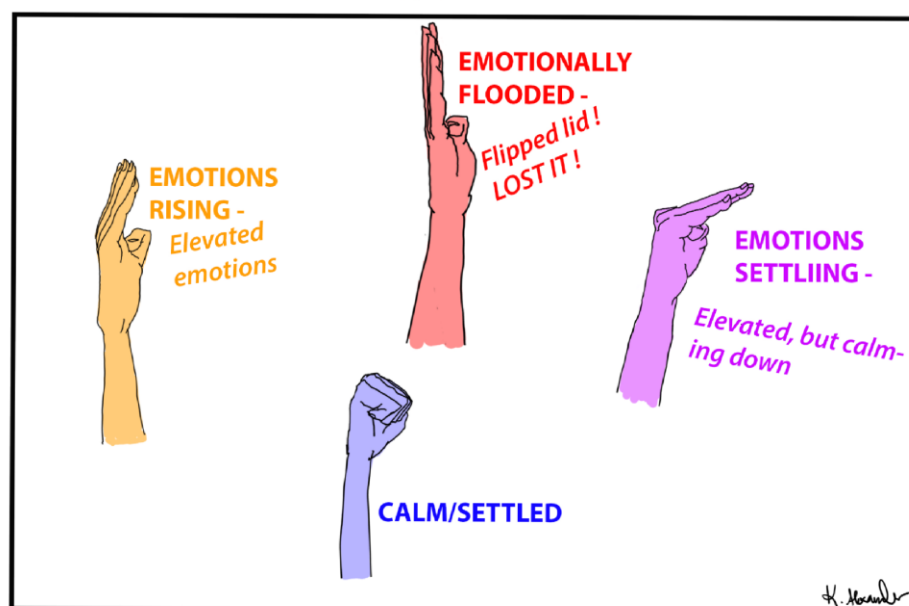 EMOTIONALLY
FLOODED -
Flipped lid !
LOST IT !
EMOTIONS
RISING -
Elevated
emotions
EMOTIONS
SETTLIING -
Elevated, but calm-
ing down
CALM/SETTLED
K. Alexander